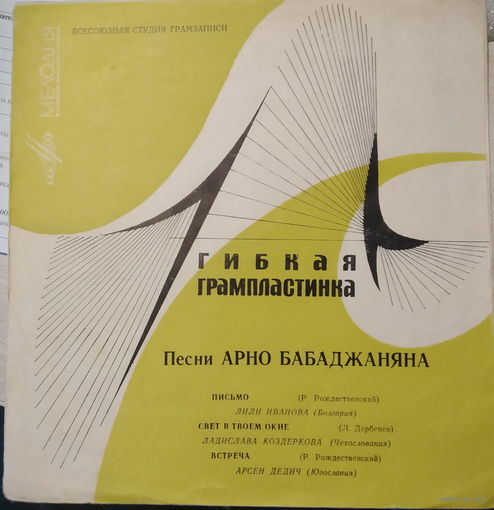 ВСЕСОЮЗНАЯ СТУДИЯ ГРАМЗАПИСИ
МЕЛОДИЯ
ГИБКАЯ
ГРАМПЛАСТИНКА
Песни АРНО БАБАДЖАНЯНА
ПИСЬМО (Р. Рождественский)
ЛИЛИ ИВАНОВА (Болгария)
СВЕТ В ТВОЕМ ОКНЕ (Л. Дербенев)
ЛАДИСЛАВА КОЗДЕРКОВА (Чехословакия)
ВСТРЕЧА (Р. Рождественский)
АРСЕН ДЕДИЧ (Югославия)